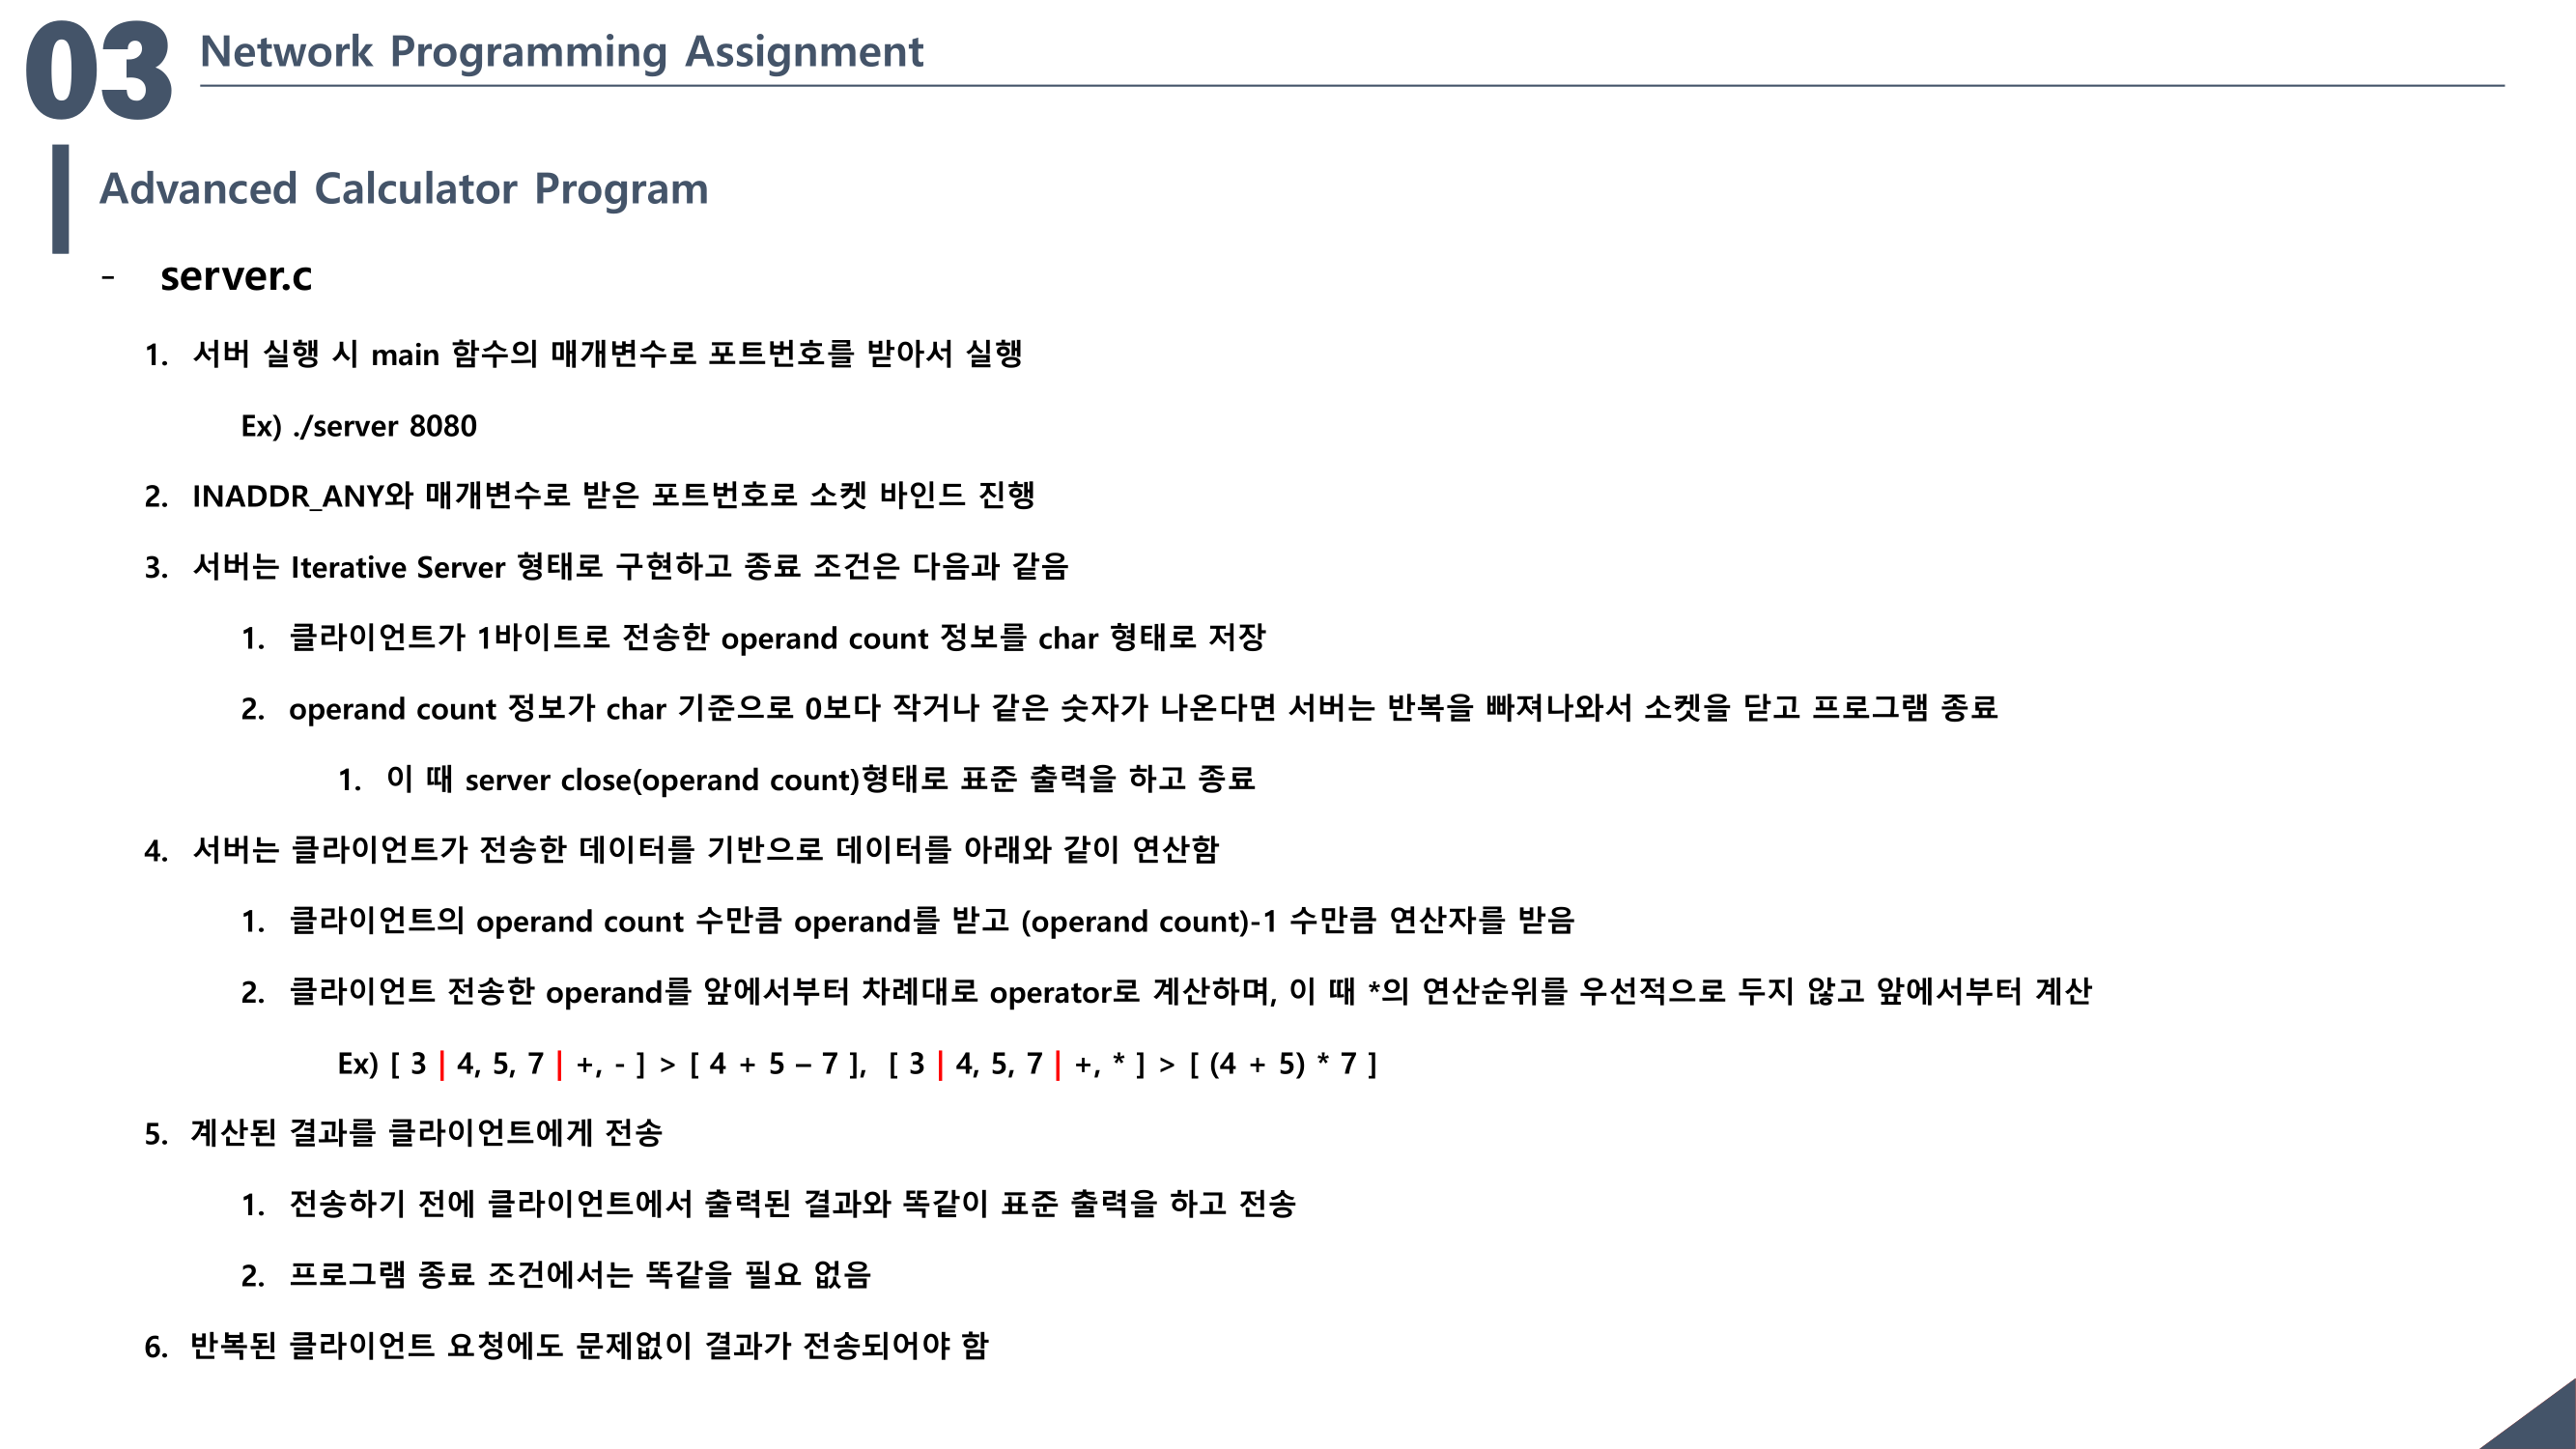 03 Network Programming Assignment
Advanced Calculator Program
- server.c
1. 서버 실행 시 main 함수의 매개변수로 포트번호를 받아서 실행
Ex) ./server 8080
2. INADDR_ANY와 매개변수로 받은 포트번호로 소켓 바인드 진행
3. 서버는 Iterative Server 형태로 구현하고 종료 조건은 다음과 같음
1. 클라이언트가 1바이트로 전송한 operand count 정보를 char 형태로 저장
2. operand count 정보가 char 기준으로 0보다 작거나 같은 숫자가 나온다면 서버는 반복을 빠져나와서 소켓을 닫고 프로그램 종료
1. 이 때 server close(operand count)형태로 표준 출력을 하고 종료
4. 서버는 클라이언트가 전송한 데이터를 기반으로 데이터를 아래와 같이 연산함
1. 클라이언트의 operand count 수만큼 operand를 받고 (operand count)-1 수만큼 연산자를 받음
2. 클라이언트 전송한 operand를 앞에서부터 차례대로 operator로 계산하며, 이 때 *의 연산순위를 우선적으로 두지 않고 앞에서부터 계산
Ex) [ 3 | 4, 5, 7 | +, - ] > [ 4 + 5 – 7 ], [ 3 | 4, 5, 7 | +, * ] > [ (4 + 5) * 7 ]
5. 계산된 결과를 클라이언트에게 전송
1. 전송하기 전에 클라이언트에서 출력된 결과와 똑같이 표준 출력을 하고 전송
2. 프로그램 종료 조건에서는 똑같을 필요 없음
6. 반복된 클라이언트 요청에도 문제없이 결과가 전송되어야 함